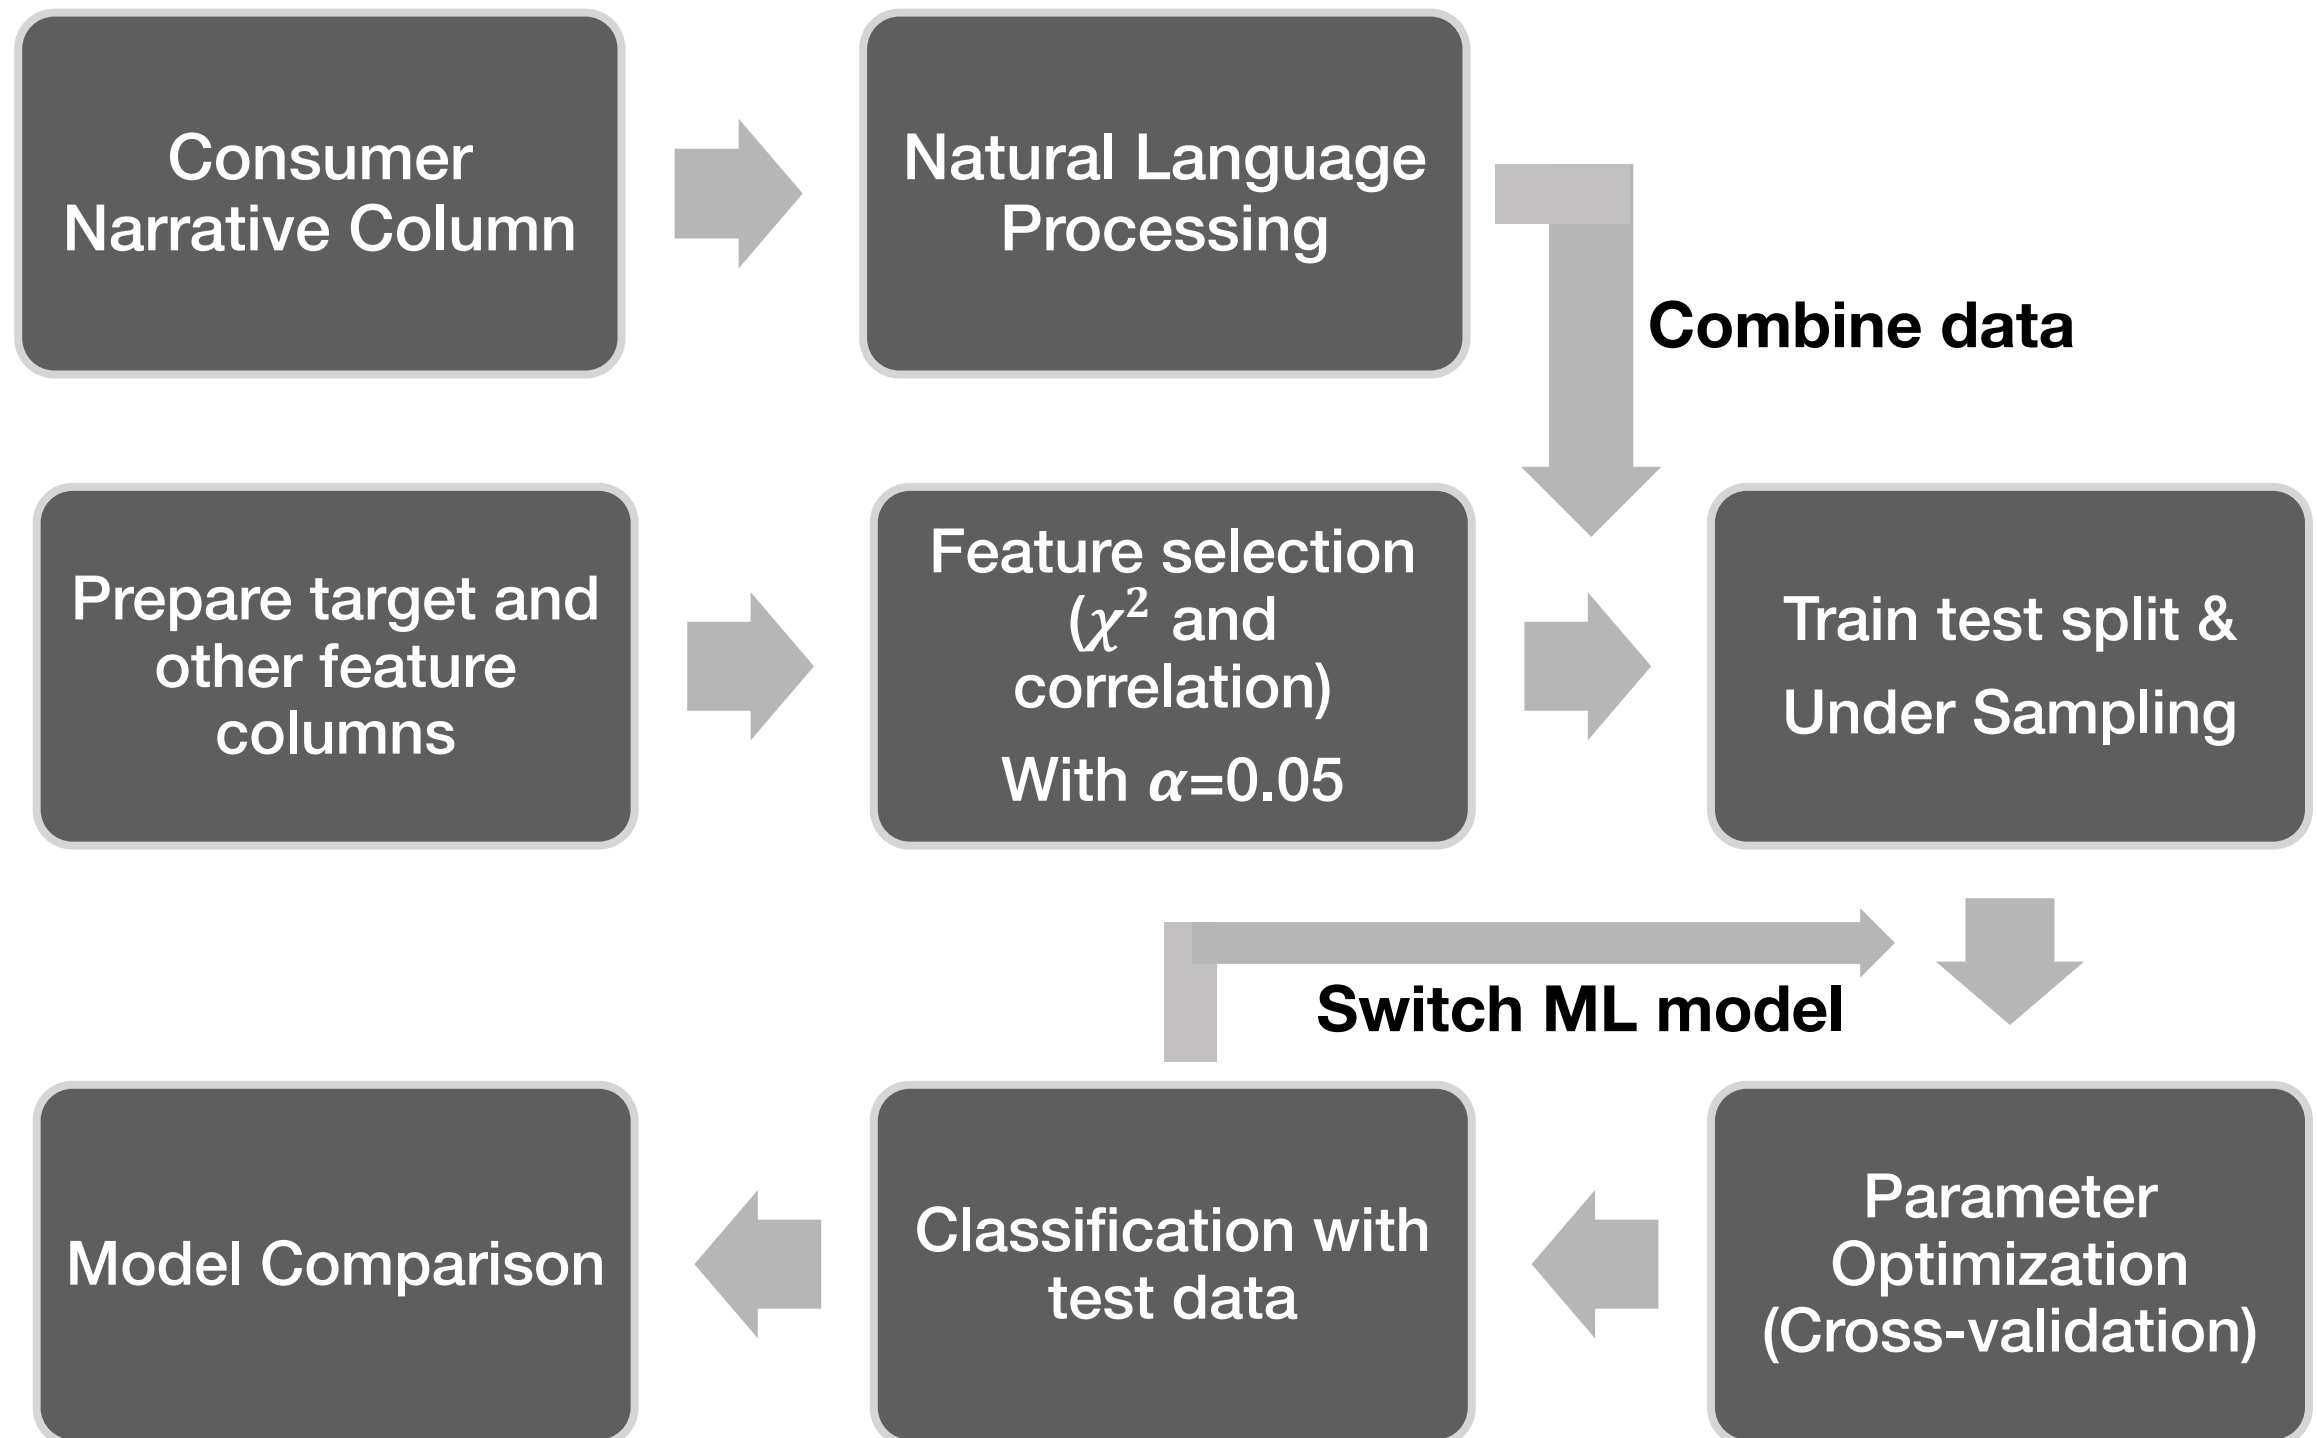 Consumer
Narrative Column
Natural Language
Processing
Combine data
Prepare target and
other feature
columns
Feature selection
(χ² and
correlation)
With α=0.05
Train test split &
Under Sampling
Switch ML model
Model Comparison
Classification with
test data
Parameter
Optimization
(Cross-validation)